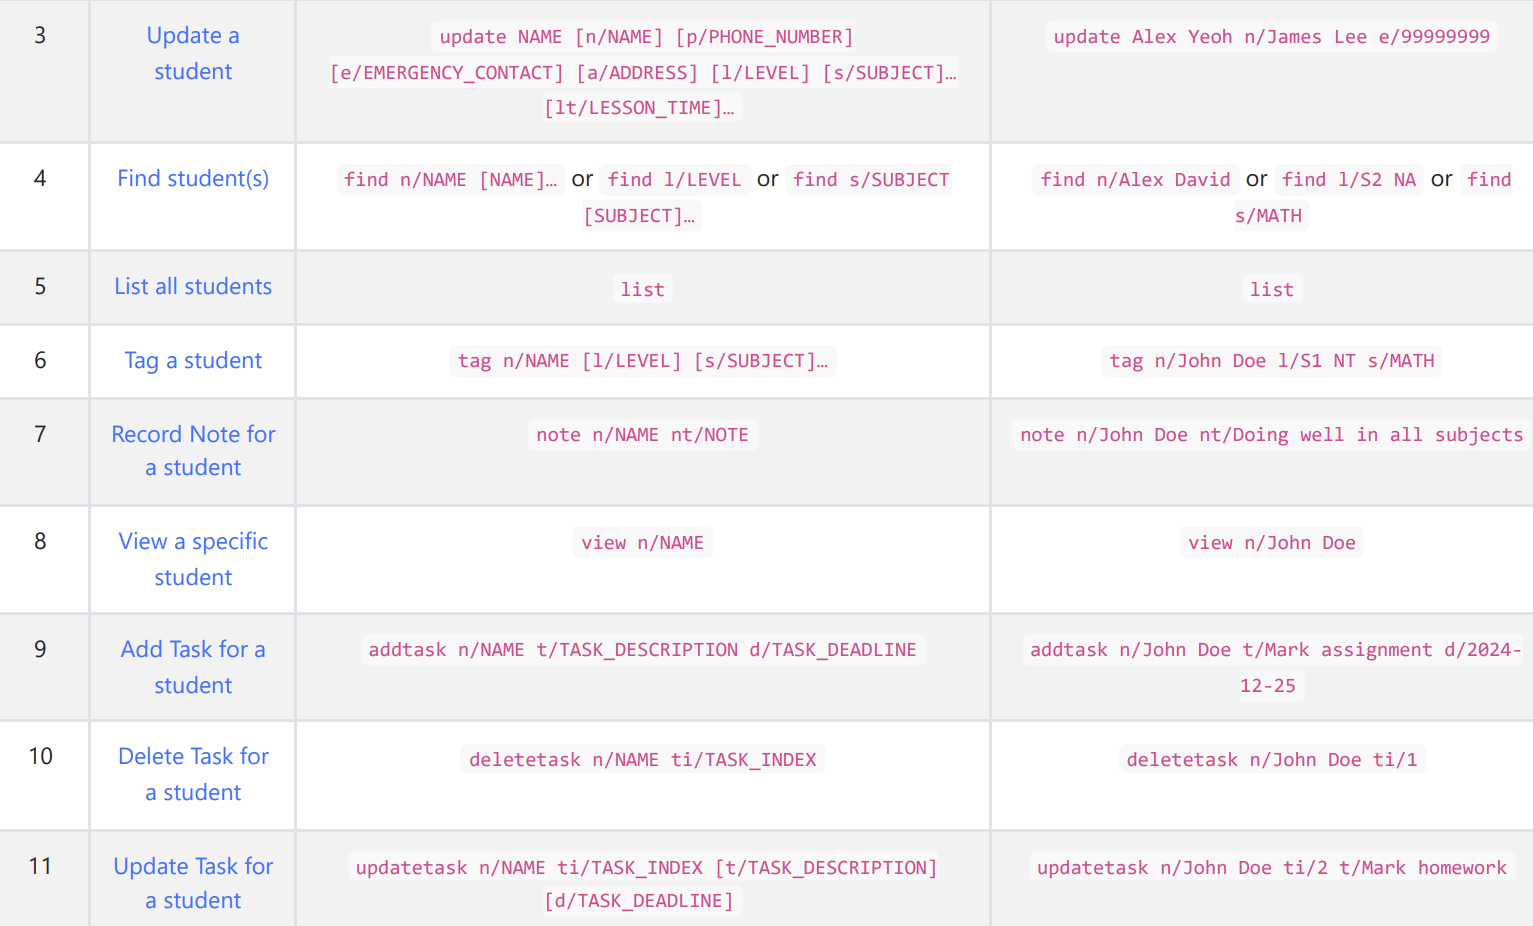 3
Update a
student
update NAME [n/NAME] [p/PHONE_NUMBER]
[e/EMERGENCY_CONTACT] [a/ADDRESS] [l/LEVEL] [s/SUBJECT]…
[lt/LESSON_TIME]…
update Alex Yeoh n/James Lee e/99999999
4
Find student(s)
find n/NAME [NAME]… or find l/LEVEL or find s/SUBJECT
[SUBJECT]…
find n/Alex David or find l/S2 NA or find
s/MATH
5
List all students
list
list
6
Tag a student
tag n/NAME [l/LEVEL] [s/SUBJECT]…
tag n/John Doe l/S1 NT s/MATH
7
Record Note for
a student
note n/NAME nt/NOTE
note n/John Doe nt/Doing well in all subjects
8
View a specific
student
view n/NAME
view n/John Doe
9
Add Task for a
student
addtask n/NAME t/TASK_DESCRIPTION d/TASK_DEADLINE
addtask n/John Doe t/Mark assignment d/2024-
12-25
10
Delete Task for
a student
deletetask n/NAME ti/TASK_INDEX
deletetask n/John Doe ti/1
11
Update Task for
a student
updatetask n/NAME ti/TASK_INDEX [t/TASK_DESCRIPTION]
[d/TASK_DEADLINE]
updatetask n/John Doe ti/2 t/Mark homework